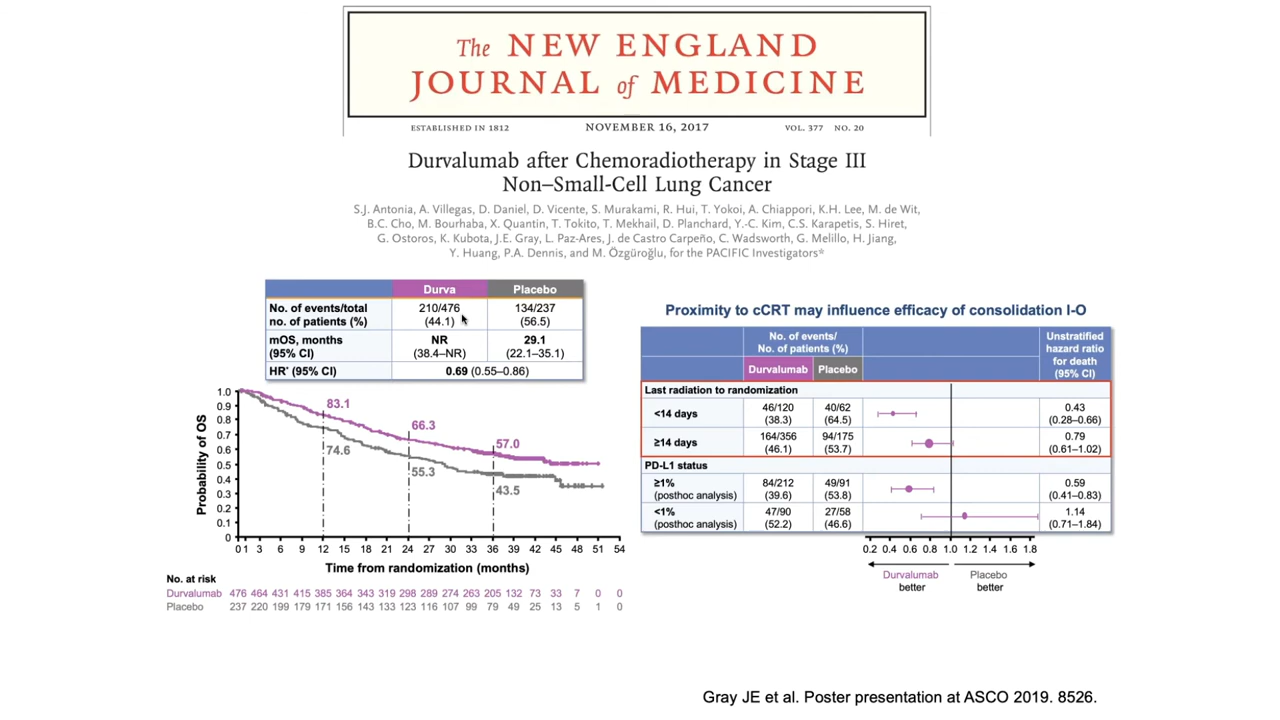 The NEW ENGLAND
JOURNAL of MEDICINE
ESTABLISHED IN 1812 NOVEMBER 16, 2017 VOL. 377 NO. 20
Durvalumab after Chemoradiotherapy in Stage III
Non–Small-Cell Lung Cancer
S.J. Antonia, A. Villegas, D. Daniel, D. Vicente, S. Murakami, R. Hui, T. Yokoi, A. Chiappori, K.H. Lee, M. de Wit,
B.C. Cho, M. Bourhaba, X. Quantin, T. Tokito, T. Mekhail, D. Planchard, Y.-C. Kim, C.S. Karapetis, S. Hiret,
G. Ostoros, K. Kubota, J.E. Gray, L. Paz-Ares, J. de Castro Carpeño, C. Wadsworth, G. Melillo, H. Jiang,
Y. Huang, P.A. Dennis, and M. Özgüroğlu, for the PACIFIC Investigators*
Durva Placebo
No. of events/total 210/476 134/237
no. of patients (%) (44.1) (56.5)
mOS, months NR 29.1
(95% CI) (38.4–NR) (22.1–35.1)
HR* (95% CI) 0.69 (0.55–0.86)
Probability of OS
1.0
0.9
0.8
0.7
0.6
0.5
0.4
0.3
0.2
0.1
0
83.1
74.6
66.3
55.3
57.0
43.5
0 1 3 6 9 12 15 18 21 24 27 30 33 36 39 42 45 48 51 54
Time from randomization (months)
No. at risk
Durvalumab 476 464 431 415 385 364 343 319 298 289 274 263 205 132 73 33 7 0 0
Placebo 237 220 199 179 171 156 143 133 123 116 107 99 79 49 25 13 5 1 0
Proximity to cCRT may influence efficacy of consolidation I-O
No. of events/ Unstratified
No. of patients (%) hazard ratio
for death
Durvalumab Placebo (95% CI)
Last radiation to randomization
<14 days 46/120 40/62 0.43
(38.3) (64.5) (0.28–0.66)
≥14 days 164/356 94/175 0.79
(46.1) (53.7) (0.61–1.02)
PD-L1 status
≥1% 84/212 49/91 0.59
(posthoc analysis) (39.6) (53.8) (0.41–0.83)
<1% 47/90 27/58 1.14
(posthoc analysis) (52.2) (46.6) (0.71–1.84)
0.2 0.4 0.6 0.8 1.0 1.2 1.4 1.6 1.8
Durvalumab Placebo
better better
Gray JE et al. Poster presentation at ASCO 2019. 8526.